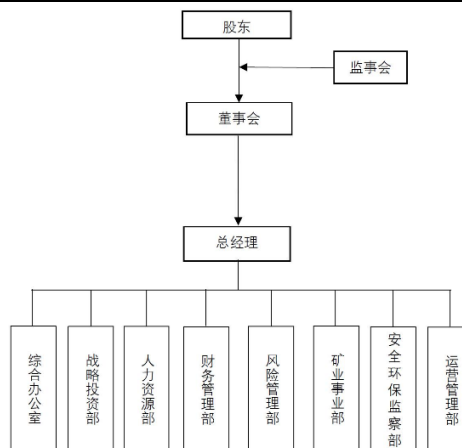 股东
监事会
董事会
总经理
综合办公室
战略投资部
人力资源部
财务管理部
风险管理部
矿业事业部
安全环保监察部
运营管理部